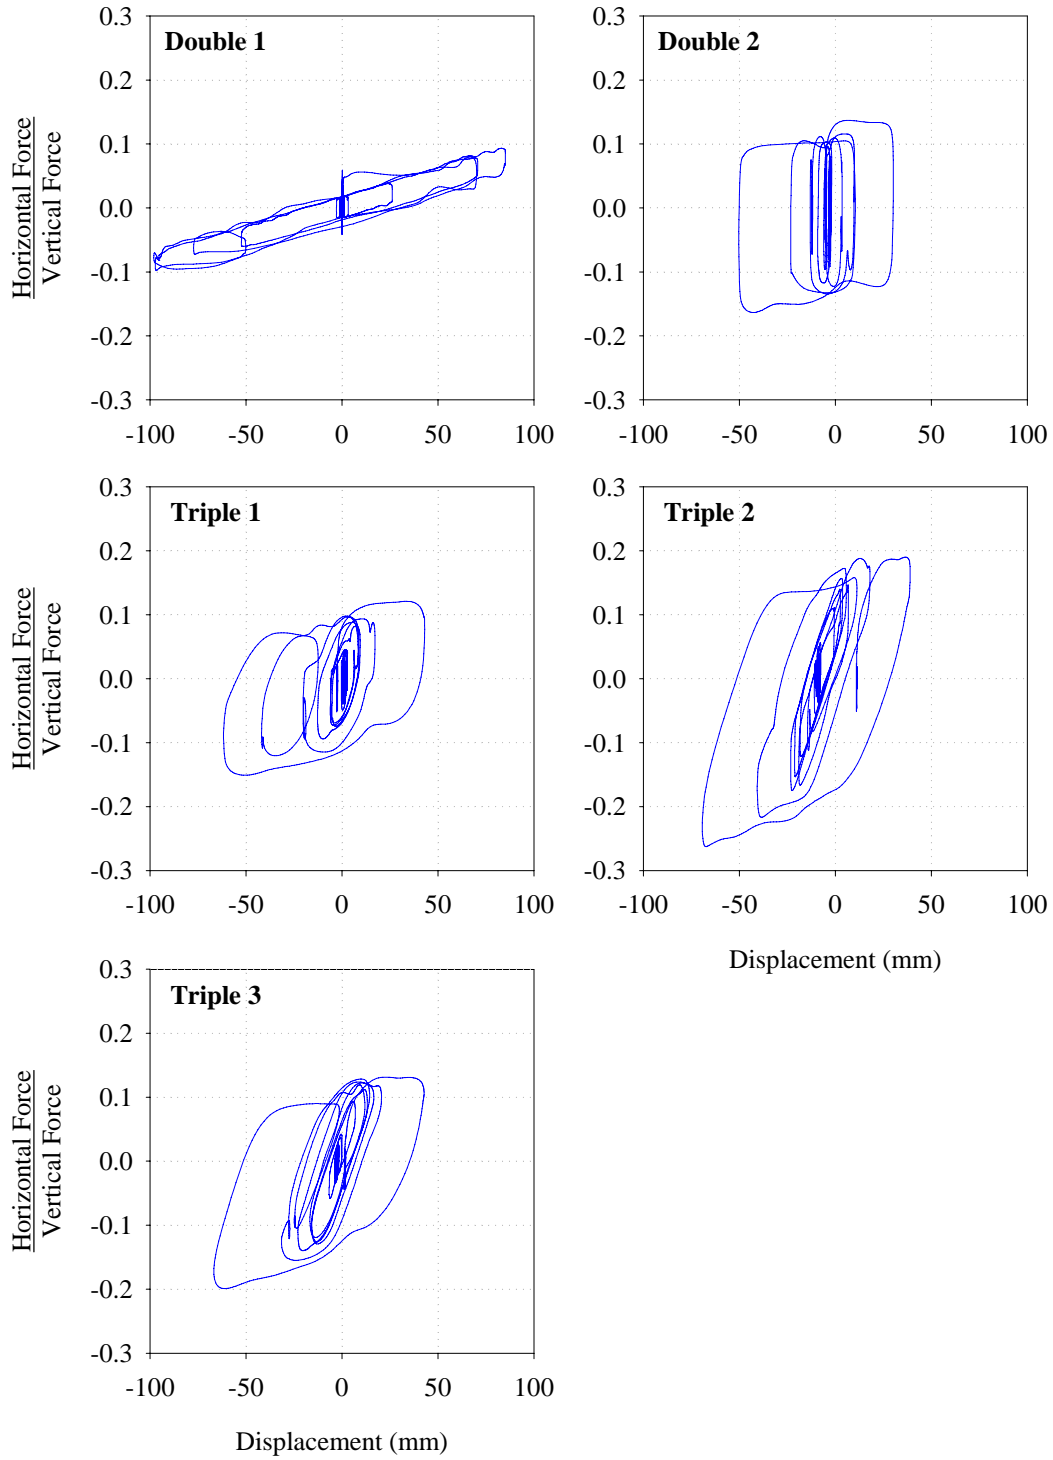 0.3
Double 1
0.2
0.1
0.0
-0.1
-0.2
-0.3
-100 -50 0 50 100
Horizontal Force
Vertical Force
0.3
Double 2
0.2
0.1
0.0
-0.1
-0.2
-0.3
-100 -50 0 50 100
0.3
Triple 1
0.2
0.1
0.0
-0.1
-0.2
-0.3
-100 -50 0 50 100
Horizontal Force
Vertical Force
0.3
Triple 2
0.2
0.1
0.0
-0.1
-0.2
-0.3
-100 -50 0 50 100
Displacement (mm)
0.3
Triple 3
0.2
0.1
0.0
-0.1
-0.2
-0.3
-100 -50 0 50 100
Horizontal Force
Vertical Force
Displacement (mm)